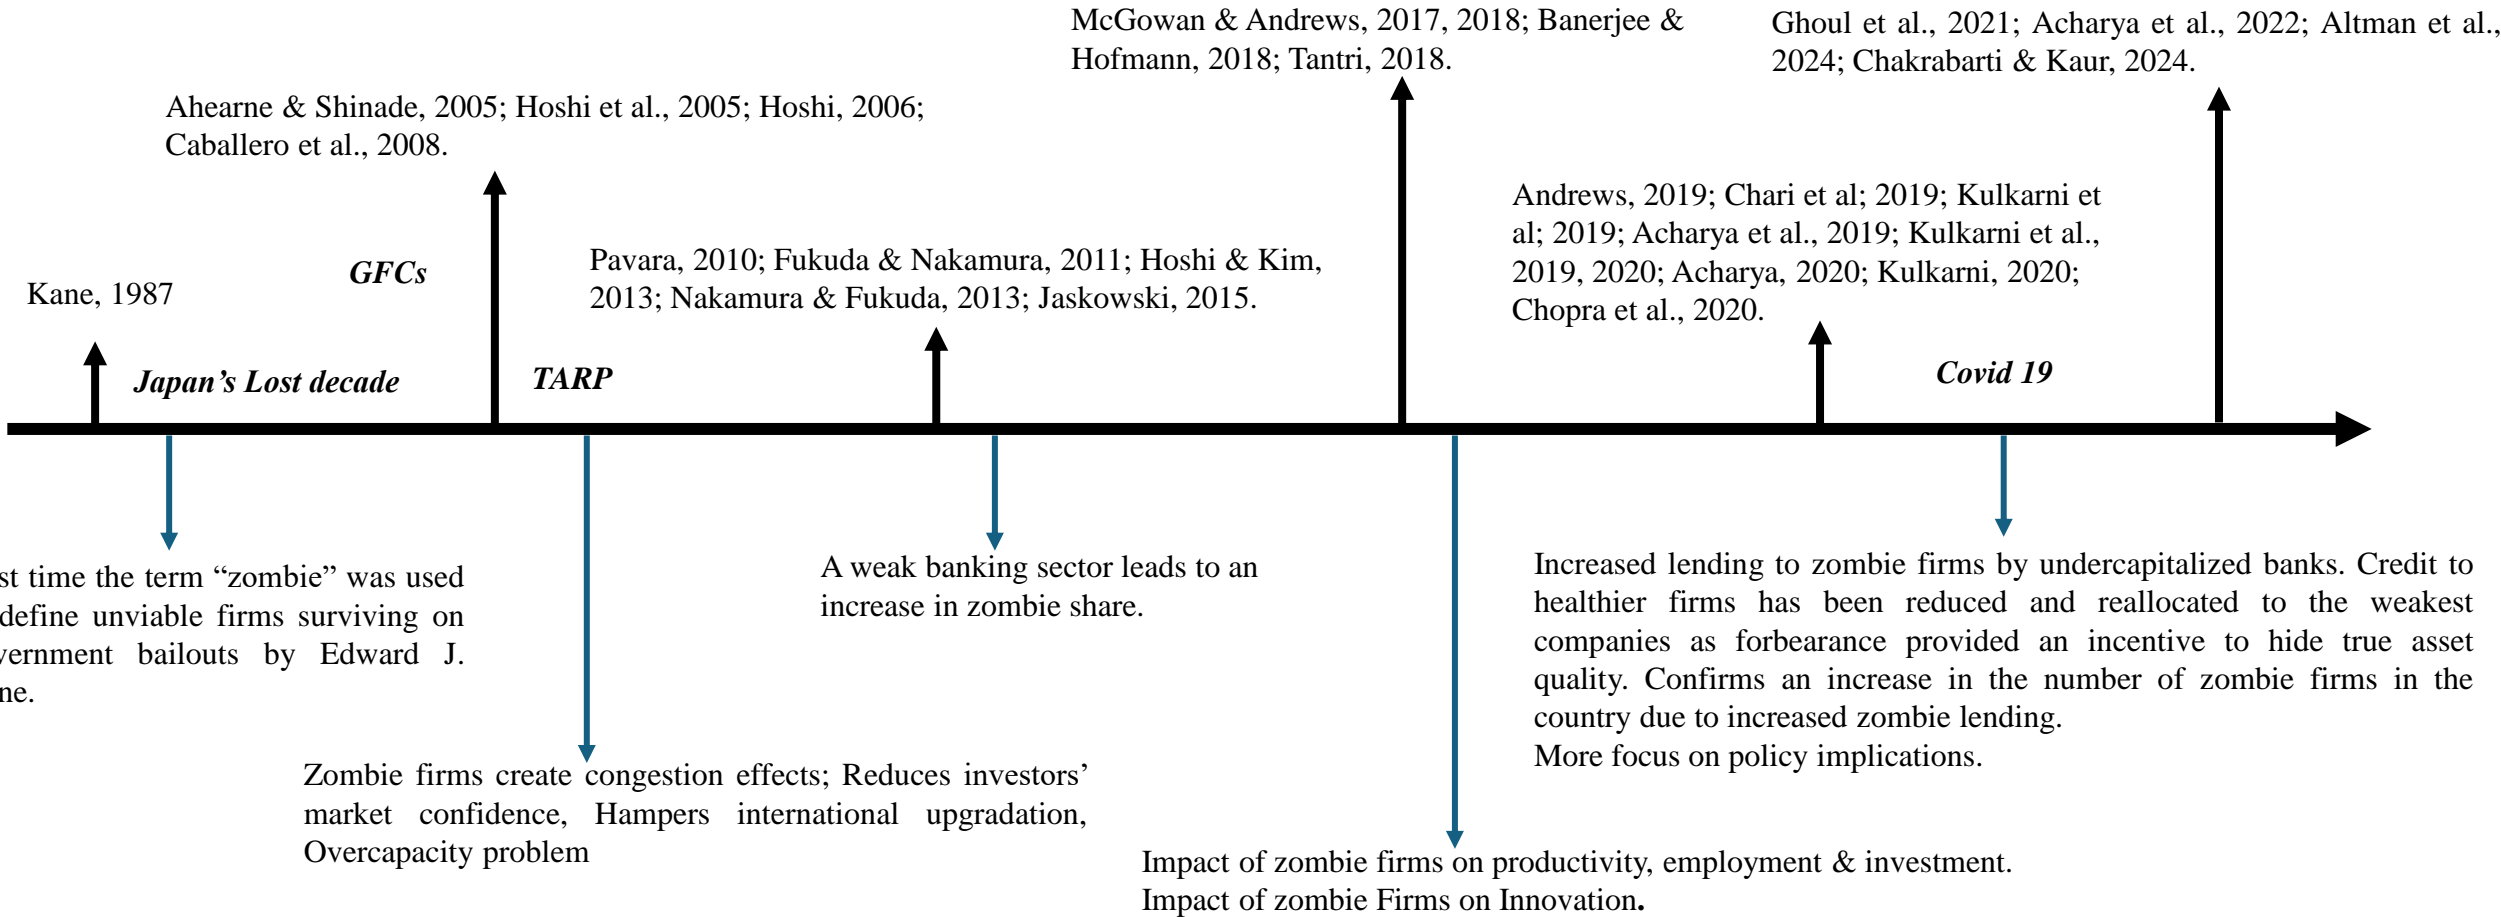 McGowan & Andrews, 2017, 2018; Banerjee &
Hofmann, 2018; Tantri, 2018.
Ghoul et al., 2021; Acharya et al., 2022; Altman et al.,
2024; Chakrabarti & Kaur, 2024.
Ahearne & Shinade, 2005; Hoshi et al., 2005; Hoshi, 2006;
Caballero et al., 2008.
Andrews, 2019; Chari et al; 2019; Kulkarni et
al; 2019; Acharya et al., 2019; Kulkarni et al.,
2019, 2020; Acharya, 2020; Kulkarni, 2020;
Chopra et al., 2020.
GFCs
Pavara, 2010; Fukuda & Nakamura, 2011; Hoshi & Kim,
2013; Nakamura & Fukuda, 2013; Jaskowski, 2015.
Kane, 1987
Japan’s Lost decade
TARP
Covid 19
st time the term “zombie” was used
define unviable firms surviving on
vernment bailouts by Edward J.
ne.
A weak banking sector leads to an
increase in zombie share.
Increased lending to zombie firms by undercapitalized banks. Credit to
healthier firms has been reduced and reallocated to the weakest
companies as forbearance provided an incentive to hide true asset
quality. Confirms an increase in the number of zombie firms in the
country due to increased zombie lending.
More focus on policy implications.
Zombie firms create congestion effects; Reduces investors’
market confidence, Hampers international upgradation,
Overcapacity problem
Impact of zombie firms on productivity, employment & investment.
Impact of zombie Firms on Innovation.